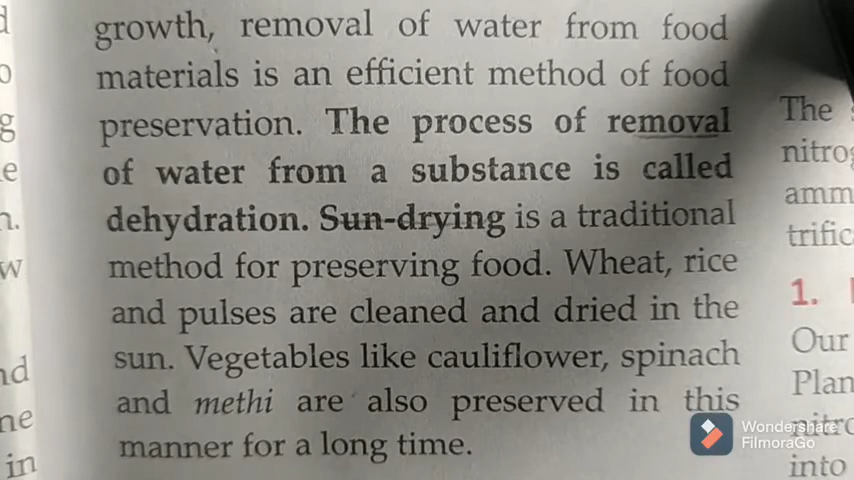 growth, removal of water from food
materials is an efficient method of food
preservation. The process of removal
of water from a substance is called
dehydration. Sun-drying is a traditional
method for preserving food. Wheat, rice
and pulses are cleaned and dried in the
sun. Vegetables like cauliflower, spinach
and methi are also preserved in this
manner for a long time.
The
1.
Our
into
Wondershare
FilmoraGo